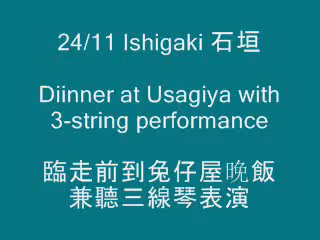 24/11 Ishigaki 石垣
Diinner at Usagiya with
3-string performance
臨走前到兔仔屋晚飯
兼聽三線琴表演